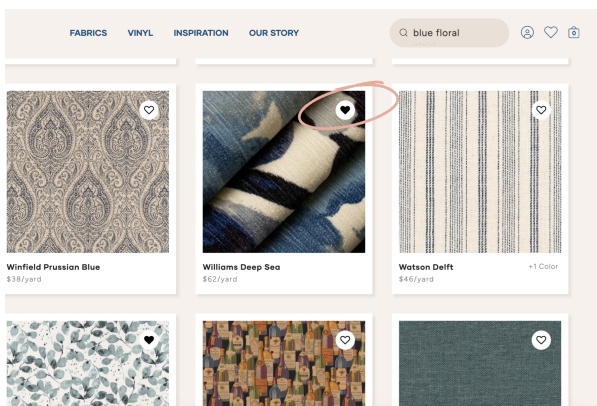 FABRICS VINYL INSPIRATION OUR STORY blue floral 0
Winfield Prussian Blue Williams Deep Sea Watson Delft +1 Color
$38/yard $62/yard $46/yard